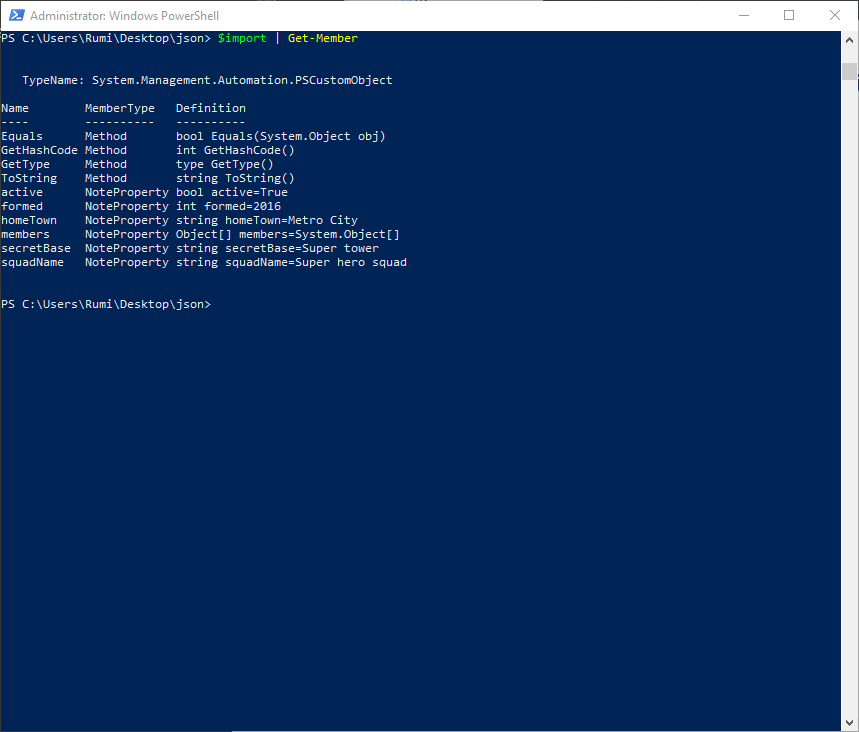 Administrator: Windows PowerShell
PS C:\Users\Rumi\Desktop\json> $import | Get-Member
TypeName: System.Management.Automation.PSCustomObject
Name MemberType Definition
---- ---------- ----------
Equals Method bool Equals(System.Object obj)
GetHashCode Method int GetHashCode()
GetType Method type GetType()
ToString Method string ToString()
active NoteProperty bool active=True
formed NoteProperty int formed=2016
homeTown NoteProperty string homeTown=Metro City
members NoteProperty Object[] members=System.Object[]
secretBase NoteProperty string secretBase=Super tower
squadName NoteProperty string squadName=Super hero squad
PS C:\Users\Rumi\Desktop\json>